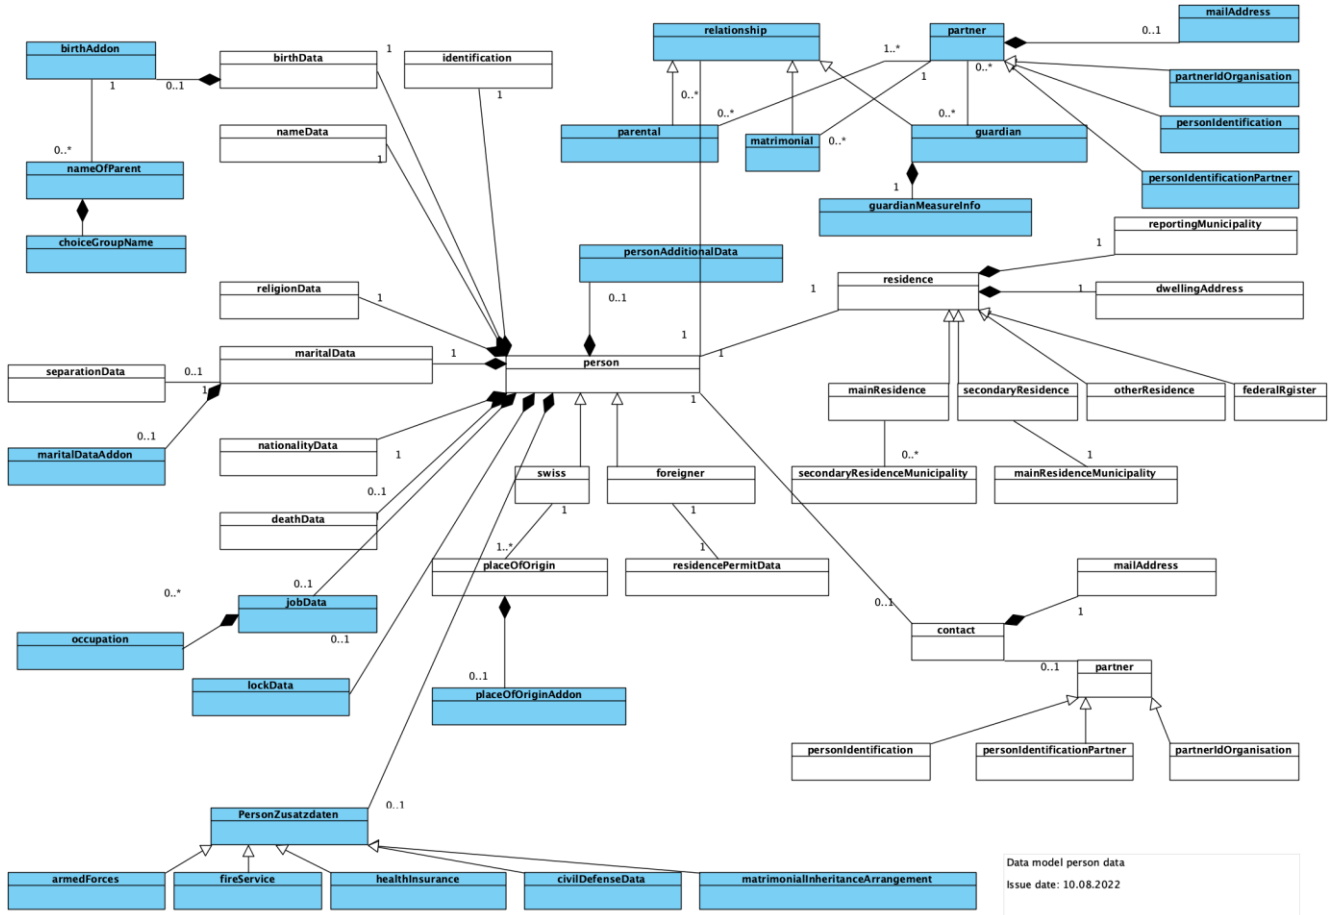 mailAddress
relationship
partner
0..1
birthAddon
birthData
1
identification
1..*
1
0..1
1
1
0..*
partnerIdOrganisation
0..*
nameData
1
parental
0..*
matrimonial
0..*
0..*
guardian
personIdentification
0..*
nameOfParent
1
guardianMeasureInfo
personIdentificationPartner
choiceGroupName
personAdditionalData
reportingMunicipality
1
residence
religionData
1
0..1
1
1
dwellingAddress
1
maritalData
1
person
1
separationData
0..1
1
1
mainResidence
secondaryResidence
otherResidence
federalRgister
0..1
maritalDataAddon
nationalityData
1
0..*
1
swiss
foreigner
secondaryResidenceMunicipality
mainResidenceMunicipality
0..1
deathData
1
1
1..*
1
placeOfOrigin
residencePermitData
mailAddress
0..*
0..1
jobData
0..1
1
occupation
0..1
contact
0..1
partner
lockData
0..1
placeOfOriginAddon
personIdentification
personIdentificationPartner
partnerIdOrganisation
0..1
PersonZusatzdaten
armedForces
fireService
healthInsurance
civilDefenseData
matrimonialInheritanceArrangement
Data model person data
Issue date: 10.08.2022